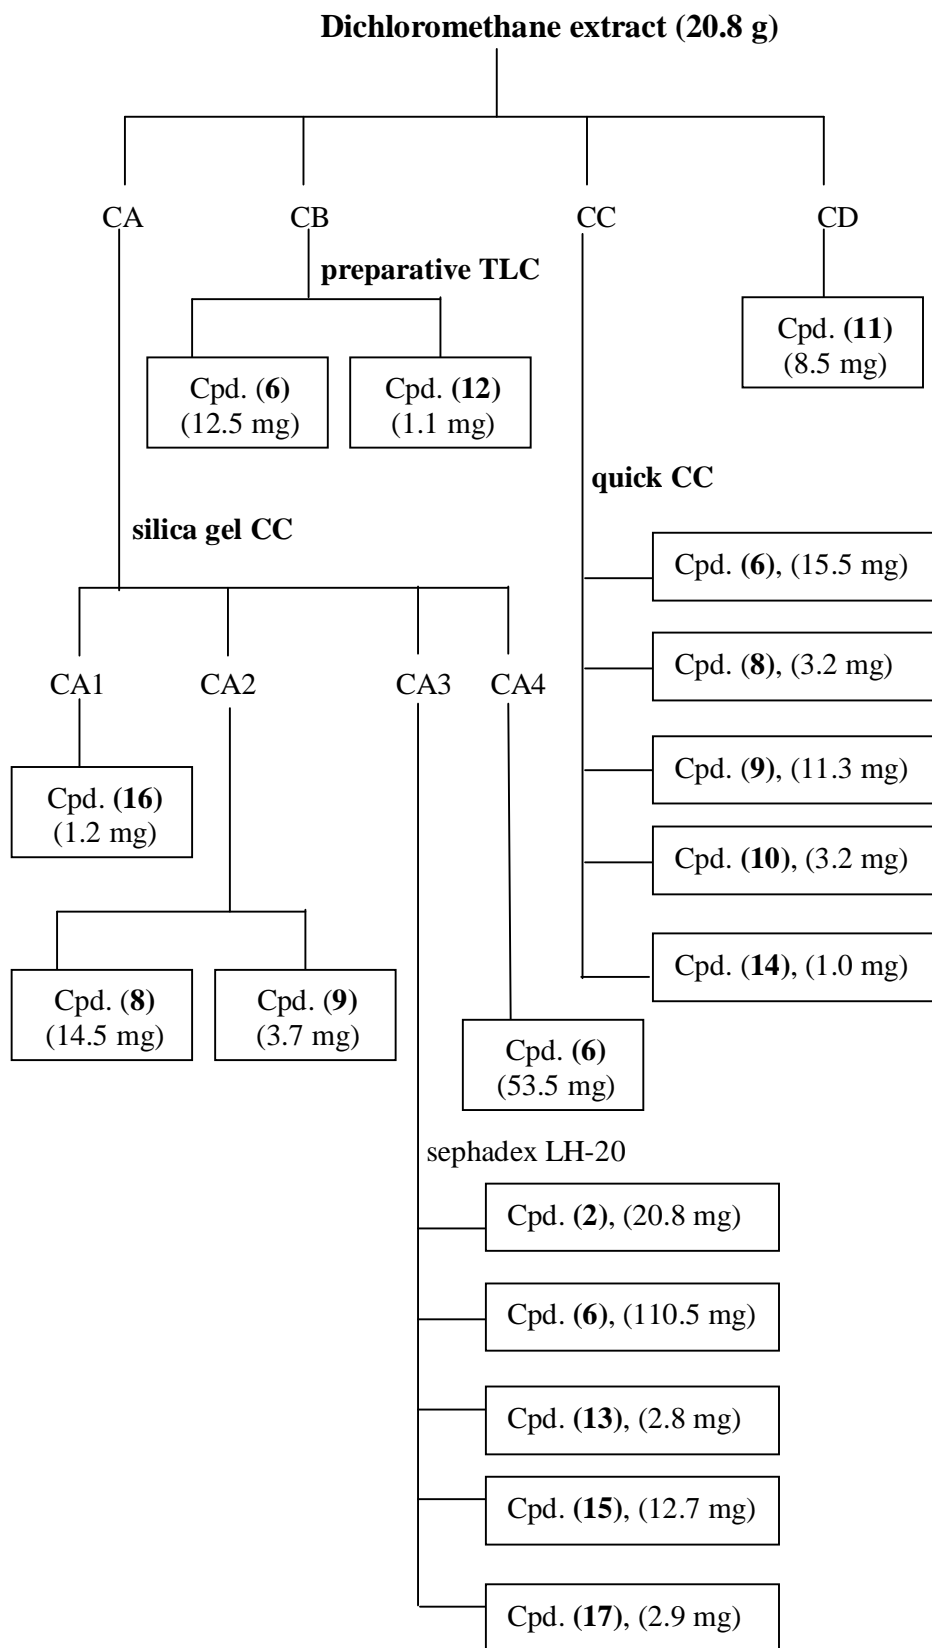 Dichloromethane extract (20.8 g)
CA
CB
CC
CD
preparative TLC
Cpd. (11)
(8.5 mg)
Cpd. (6)
(12.5 mg)
Cpd. (12)
(1.1 mg)
quick CC
silica gel CC
Cpd. (6), (15.5 mg)
Cpd. (8), (3.2 mg)
CA1
CA2
CA3
CA4
Cpd. (9), (11.3 mg)
Cpd. (16)
(1.2 mg)
Cpd. (10), (3.2 mg)
Cpd. (14), (1.0 mg)
Cpd. (8)
(14.5 mg)
Cpd. (9)
(3.7 mg)
Cpd. (6)
(53.5 mg)
sephadex LH-20
Cpd. (2), (20.8 mg)
Cpd. (6), (110.5 mg)
Cpd. (13), (2.8 mg)
Cpd. (15), (12.7 mg)
Cpd. (17), (2.9 mg)